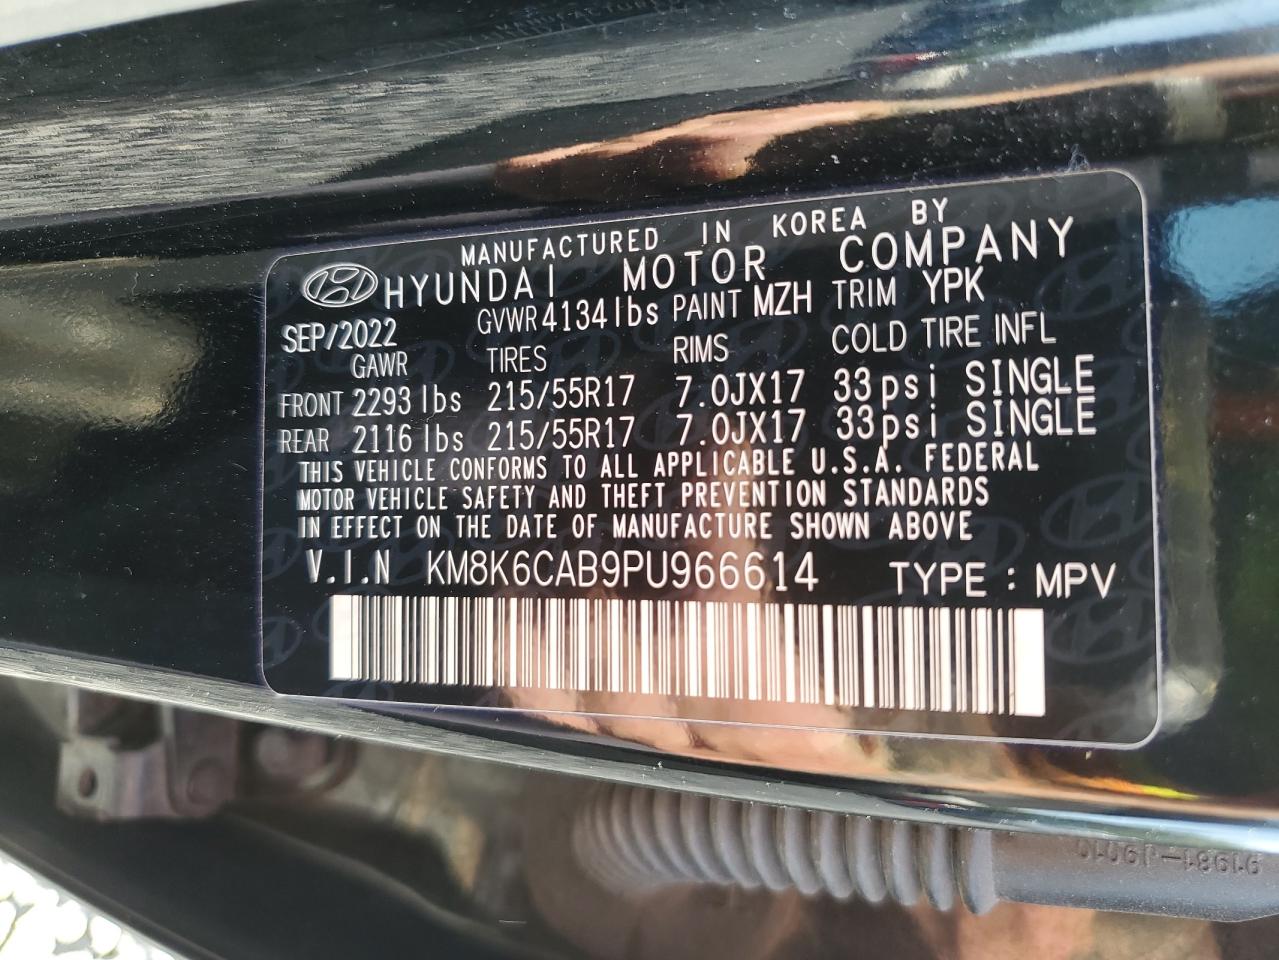 MANUFACTURED IN KOREA BY
HYUNDAI MOTOR COMPANY
SEP/2022 GVWR 4134lbs PAINT MZH TRIM YPK
GAWR TIRES RIMS COLD TIRE INFL
FRONT 2293 lbs 215/55R17 7.0JX17 33psi SINGLE
REAR 2116 lbs 215/55R17 7.0JX17 33psi SINGLE
THIS VEHICLE CONFORMS TO ALL APPLICABLE U.S.A. FEDERAL
MOTOR VEHICLE SAFETY AND THEFT PREVENTION STANDARDS
IN EFFECT ON THE DATE OF MANUFACTURE SHOWN ABOVE
V.I.N KM8K6CAB9PU966614 TYPE : MPV
91981-J9010